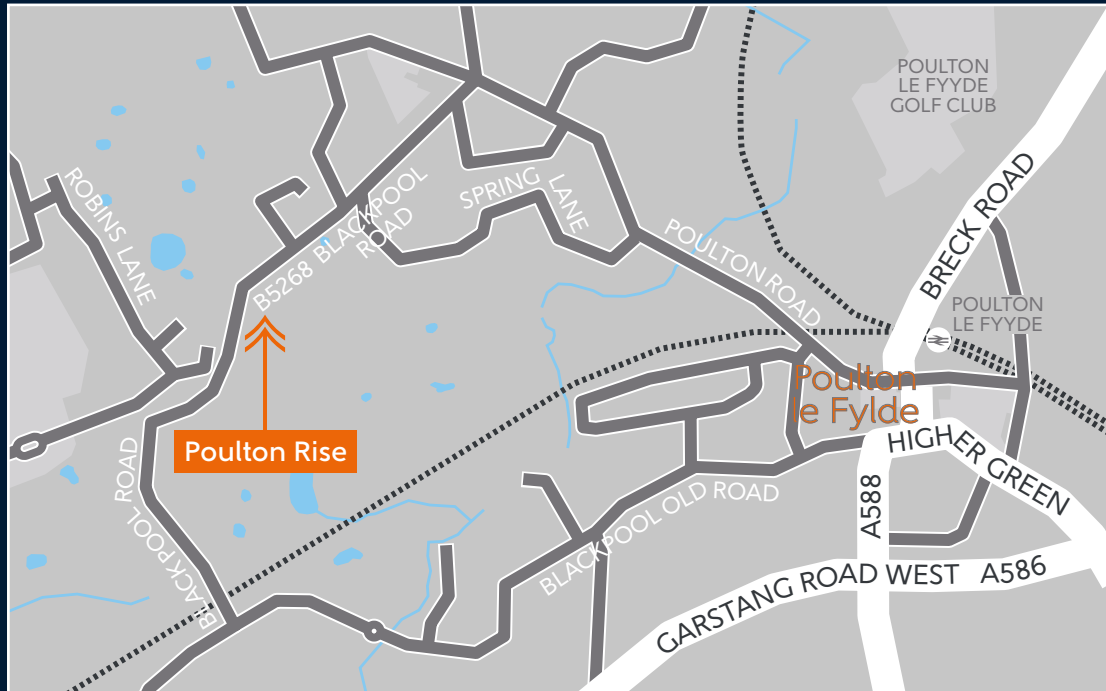 POULTON
LE FYYDE
GOLF CLUB
ROBINS LANE
SPRING
LANE
B5268 BLACKPOOL
ROAD
POULTON ROAD
BRECK ROAD
POULTON
LE FYYDE
Poulton
le Fylde
Poulton Rise
HIGHER GREEN
BLACKPOOL ROAD
A588
BLACKPOOL OLD ROAD
GARSTANG ROAD WEST A586